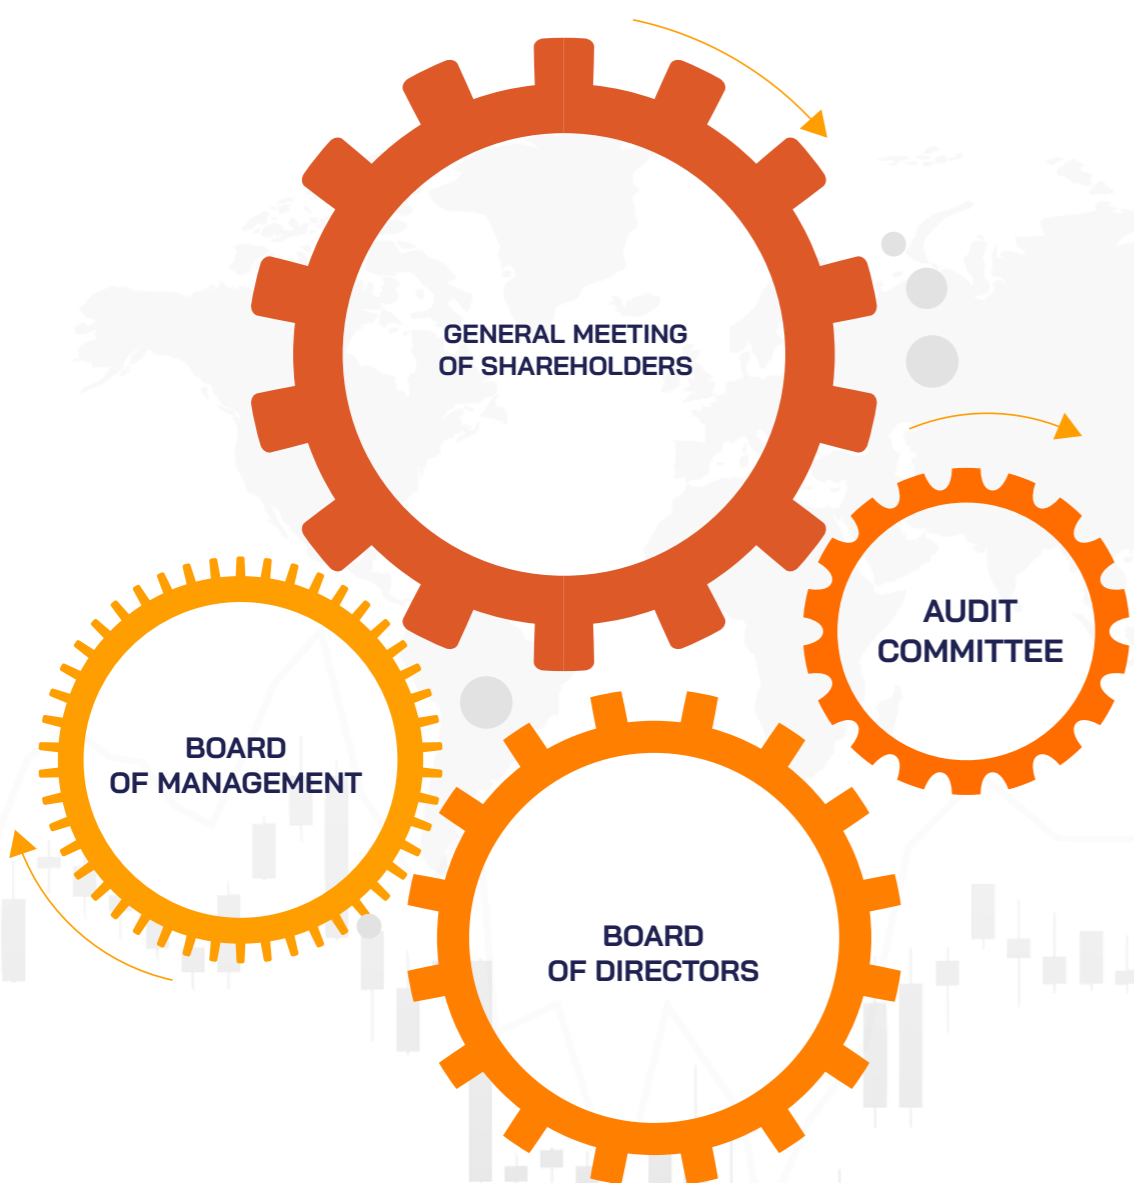 GENERAL MEETING
OF SHAREHOLDERS
AUDIT
COMMITTEE
BOARD
OF MANAGEMENT
BOARD
OF DIRECTORS